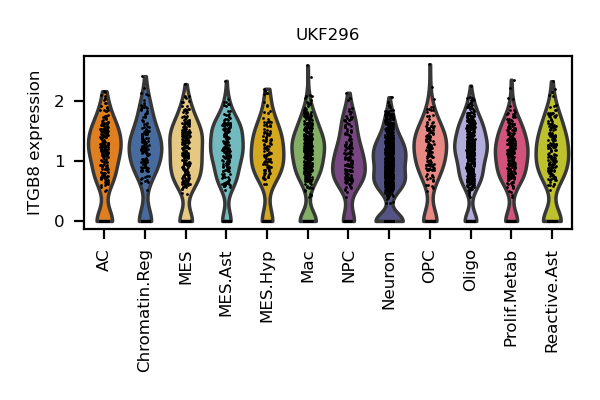 UKF296
ITGB8 expression
2
1
0
AC
Chromatin.Reg
MES
MES.Ast
MES.Hyp
Mac
NPC
Neuron
OPC
Oligo
Prolif.Metab
Reactive.Ast